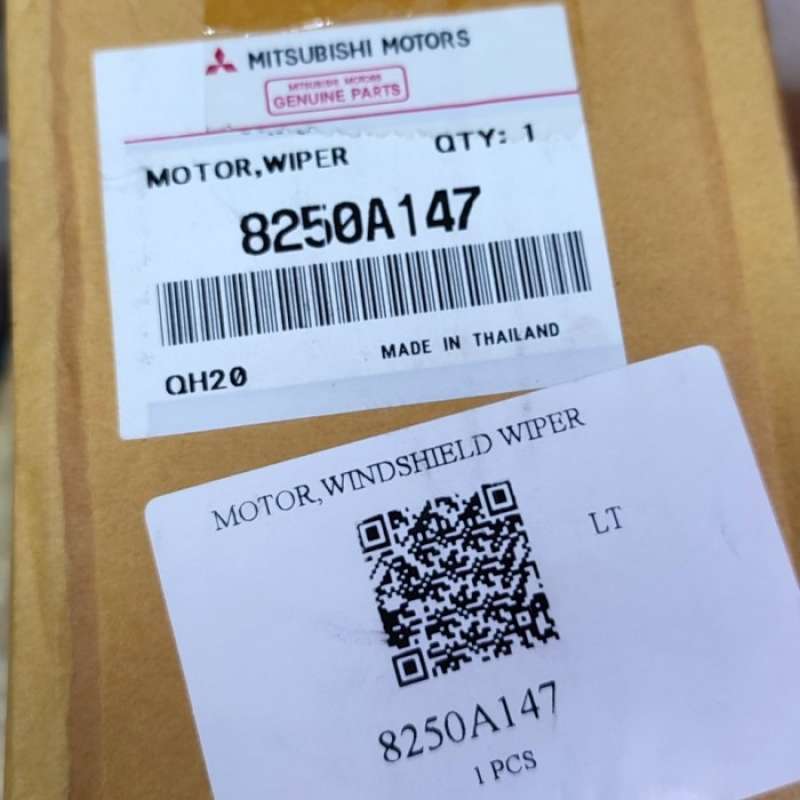 MITSUBISHI MOTORS
MITSUBISHI MOTORS
GENUINE PARTS
MOTOR,WIPER QTY: 1
8250A147
MADE IN THAILAND
QH20
MOTOR,WINDSHIELD WIPER
LT
8250A147
1 PCS